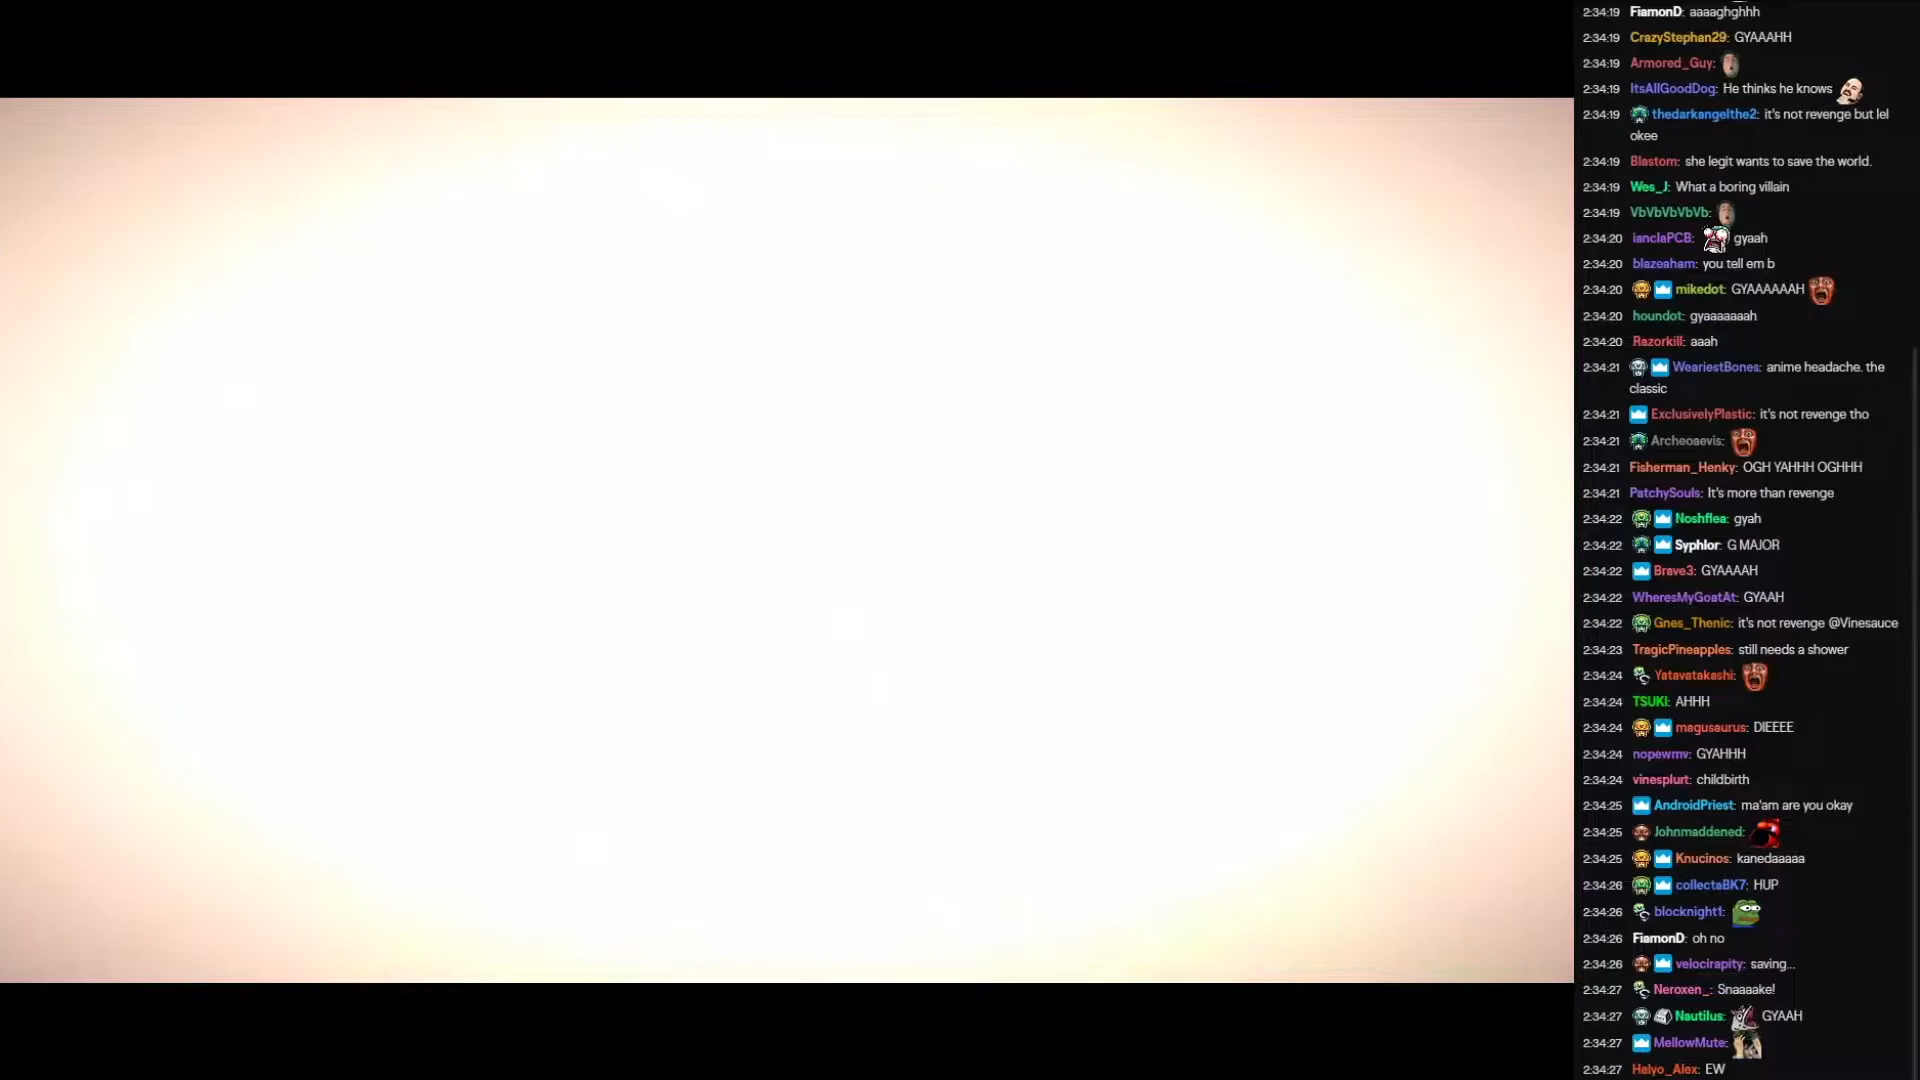 2:34:19 FiamonD: aaaaghghhh
2:34:19 CrazyStephan29: GYAAAHH
2:34:19 Armored_Guy:
2:34:19 ItsAllGoodDog: He thinks he knows
2:34:19 thedarkangelthe2: it's not revenge but lel
okee
2:34:19 Blastom: she legit wants to save the world.
2:34:19 Wes_J: What a boring villain
2:34:19 VbVbVbVbVb:
2:34:20 ianclaPCB: gyaah
2:34:20 blazeaham: you tell em b
2:34:20 mikedot: GYAAAAAAH
2:34:20 houndot: gyaaaaaaah
2:34:20 Razorkill: aaah
2:34:21 WeariestBones: anime headache. the
classic
2:34:21 ExclusivelyPlastic: it's not revenge tho
2:34:21 Archeoaevis:
2:34:21 Fisherman_Henky: OGH YAHHH OGHHH
2:34:21 PatchySouls: It's more than revenge
2:34:22 Noshflea: gyah
2:34:22 Syphlor: G MAJOR
2:34:22 Brave3: GYAAAAH
2:34:22 WheresMyGoatAt: GYAAH
2:34:22 Gnes_Thenic: it's not revenge @Vinesauce
2:34:23 TragicPineapples: still needs a shower
2:34:24 Yatavatakashi:
2:34:24 TSUKI: AHHH
2:34:24 magusaurus: DIEEEE
2:34:24 nopewmv: GYAHHH
2:34:24 vinesplurt: childbirth
2:34:25 AndroidPriest: ma'am are you okay
2:34:25 Johnmaddened:
2:34:25 Knucinos: kanedaaaaa
2:34:26 collectaBK7: HUP
2:34:26 blocknight1:
2:34:26 FiamonD: oh no
2:34:26 velocirapity: saving...
2:34:27 Neroxen_: Snaaaake!
2:34:27 Nautilus: GYAAH
2:34:27 MellowMute:
2:34:27 Halyo_Alex: EW